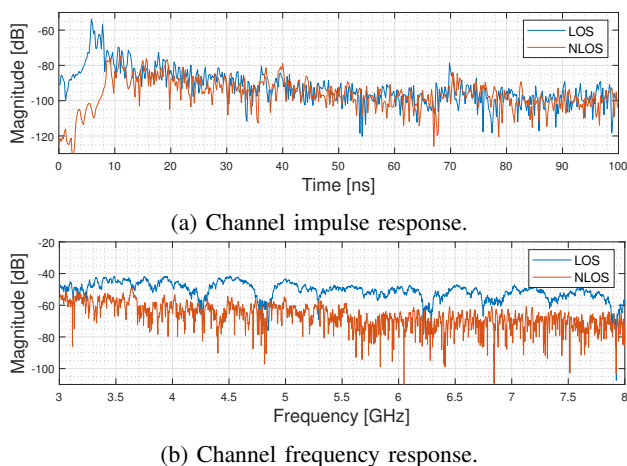 -60
-80
-100
-120
Magnitude [dB]
LOS
NLOS
0 10 20 30 40 50 60 70 80 90 100
Time [ns]
(a) Channel impulse response.
-20
-40
-60
-80
-100
Magnitude [dB]
LOS
NLOS
3 3.5 4 4.5 5 5.5 6 6.5 7 7.5 8
Frequency [GHz]
(b) Channel frequency response.